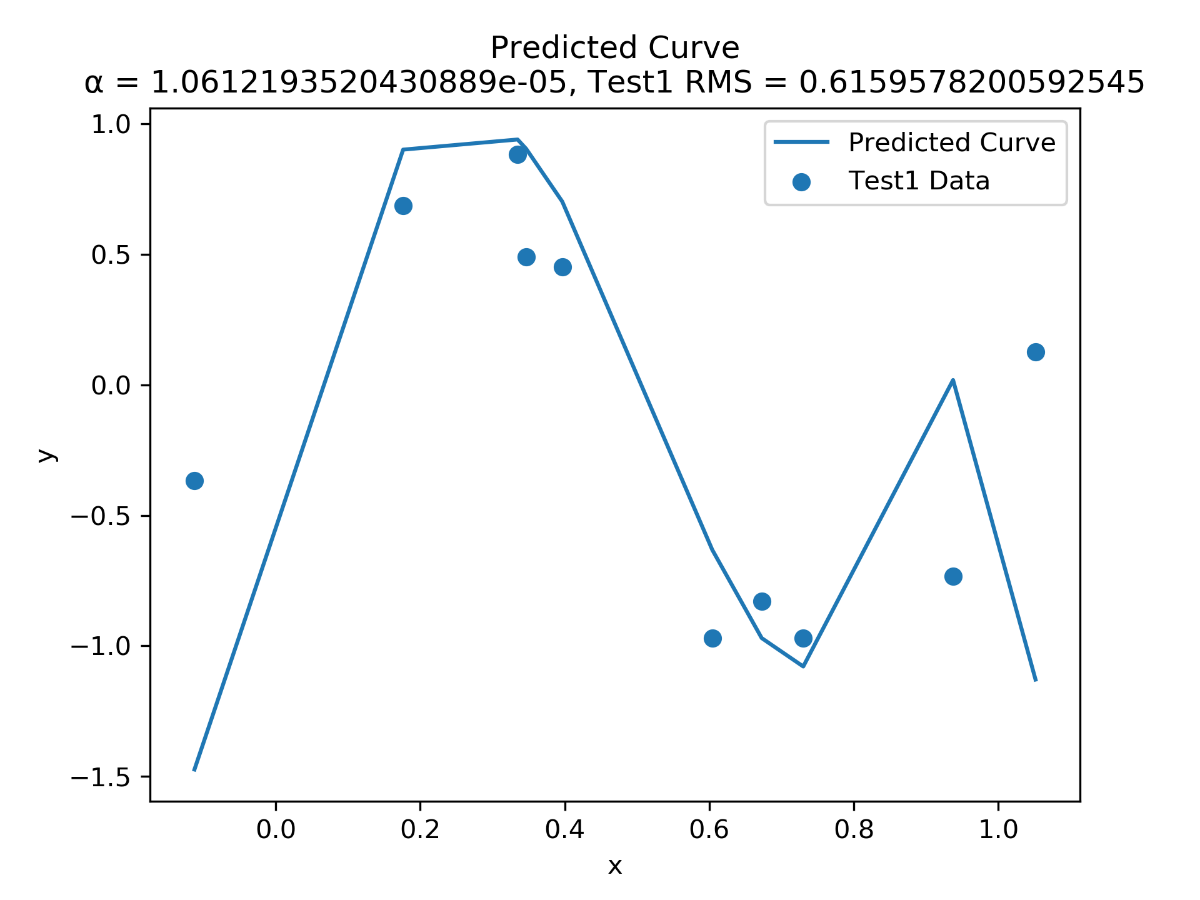 Predicted Curve
α = 1.0612193520430889e-05, Test1 RMS = 0.6159578200592545
Predicted Curve
Test1 Data
1.0
0.5
0.0
−0.5
−1.0
−1.5
y
0.0 0.2 0.4 0.6 0.8 1.0
x